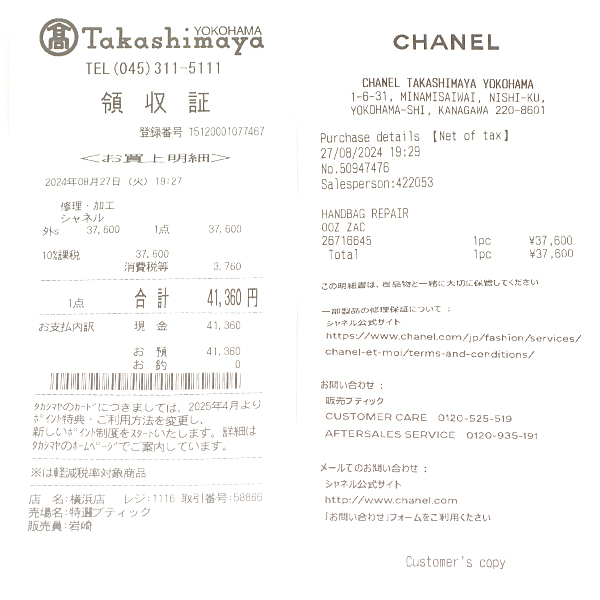 髙 Takashimaya YOKOHAMA
TEL(045)311-5111
領収証
登録番号 T5120001077467
<お買上明細>
2024年08月27日（火）19:27
修理・加工
シャネル
外s 37,600 1点 37,600
10%課税 37,600
消費税等 3,760
1点 合計 41,360円
お支払内訳 現金 41,360
お預 41,360
お釣 0
タカシマヤのカードにつきましては、2025年4月より
ポイント特典・ご利用方法を変更し、
新しいポイント制度をスタートいたします。詳細は
タカシマヤのホームページでご案内しています。
※は軽減税率対象商品
店 名:横浜店 レジ:1116 取引番号:58866
売場名:特選ブティック
販売員:岩崎
CHANEL
CHANEL TAKASHIMAYA YOKOHAMA
1-6-31, MINAMISAIWAI, NISHI-KU,
YOKOHAMA-SHI, KANAGAWA 220-8601
Purchase details 【Net of tax】
27/08/2024 19:29
No.50947476
Salesperson:422053
HANDBAG REPAIR
OOZ ZAC
26716645 1pc ¥37,600
Total 1pc ¥37,600
この明細書は、御品物と一緒に大切に保管してください
一部製品の修理保証について :
シャネル公式サイト
https://www.chanel.com/jp/fashion/services/
chanel-et-moi/terms-and-conditions/
お問い合わせ :
販売ブティック
CUSTOMER CARE 0120-525-519
AFTERSALES SERVICE 0120-935-191
メールでのお問い合わせ :
シャネル公式サイト
http://www.chanel.com
「お問い合わせ」フォームをご利用ください
Customer's copy